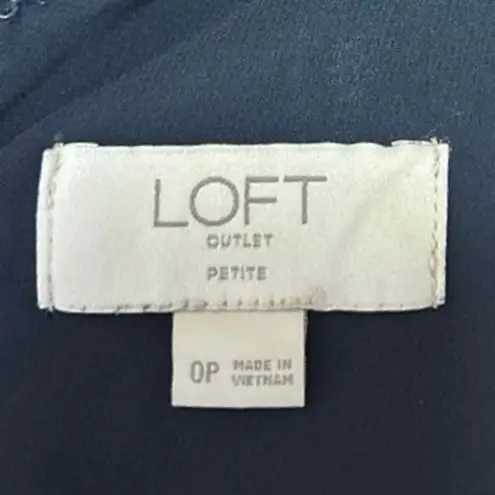 LOFT
OUTLET
PETITE
0P MADE IN
VIETNAM